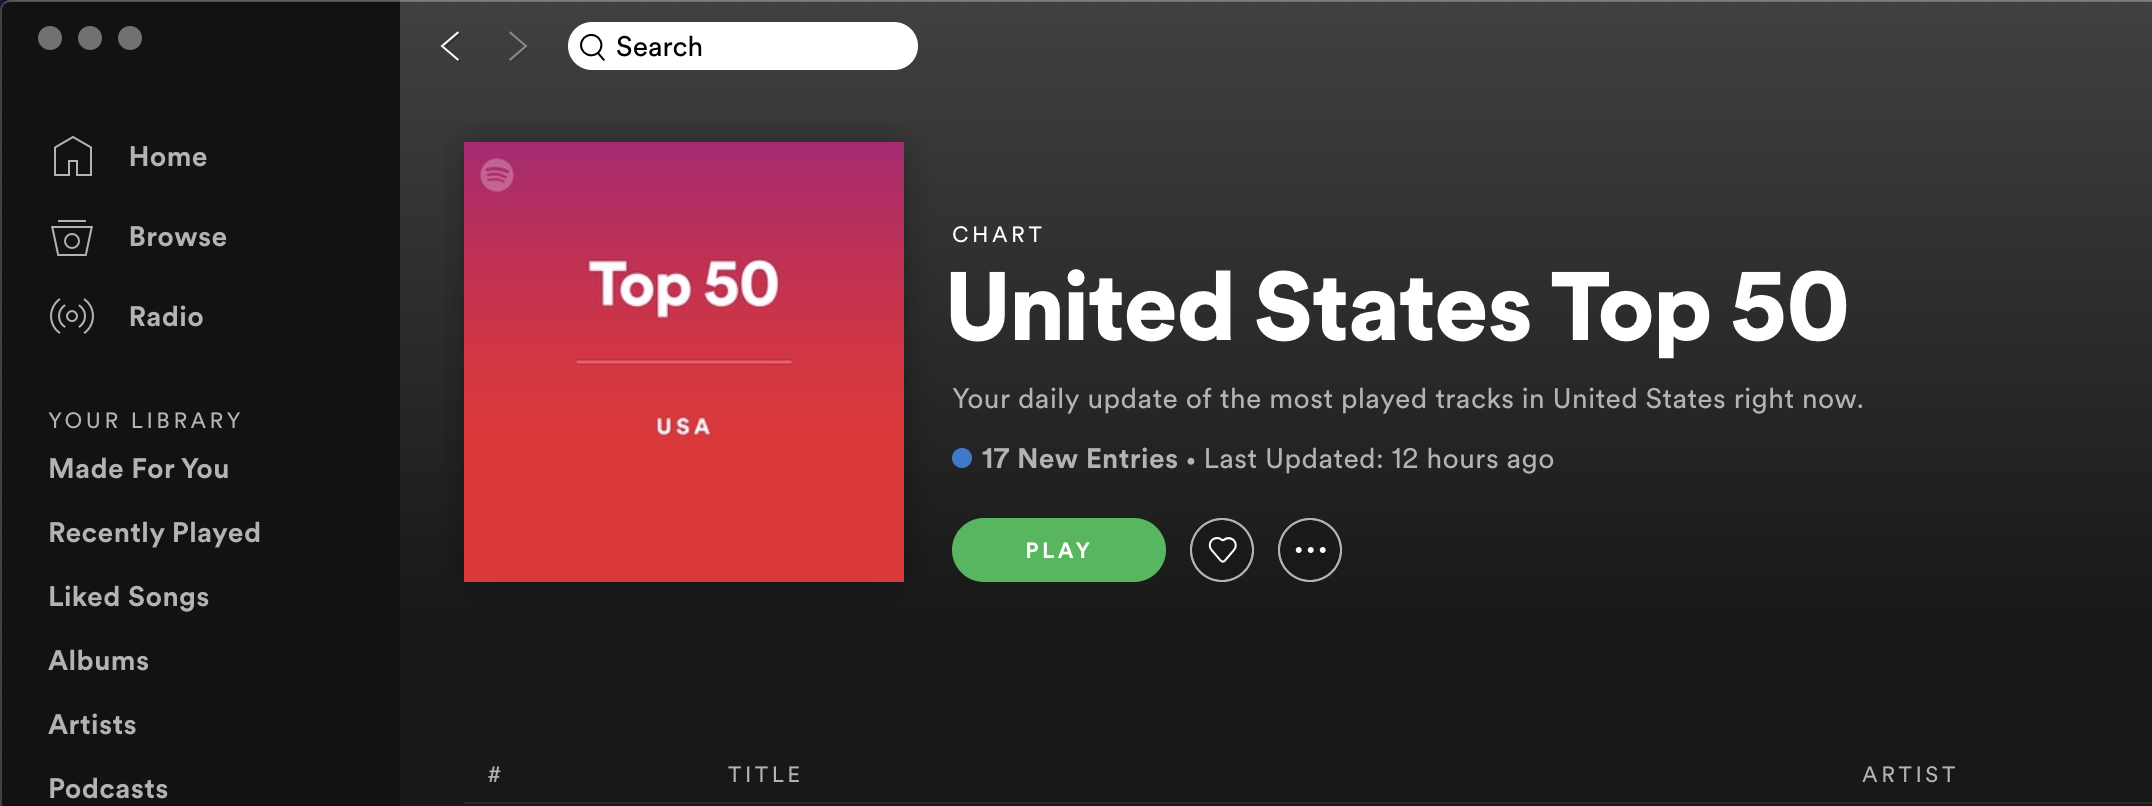 Search
Home
Browse
Radio
YOUR LIBRARY
Made For You
Recently Played
Liked Songs
Albums
Artists
Podcasts
Top 50
USA
CHART
United States Top 50
Your daily update of the most played tracks in United States right now.
17 New Entries • Last Updated: 12 hours ago
PLAY
# TITLE ARTIST